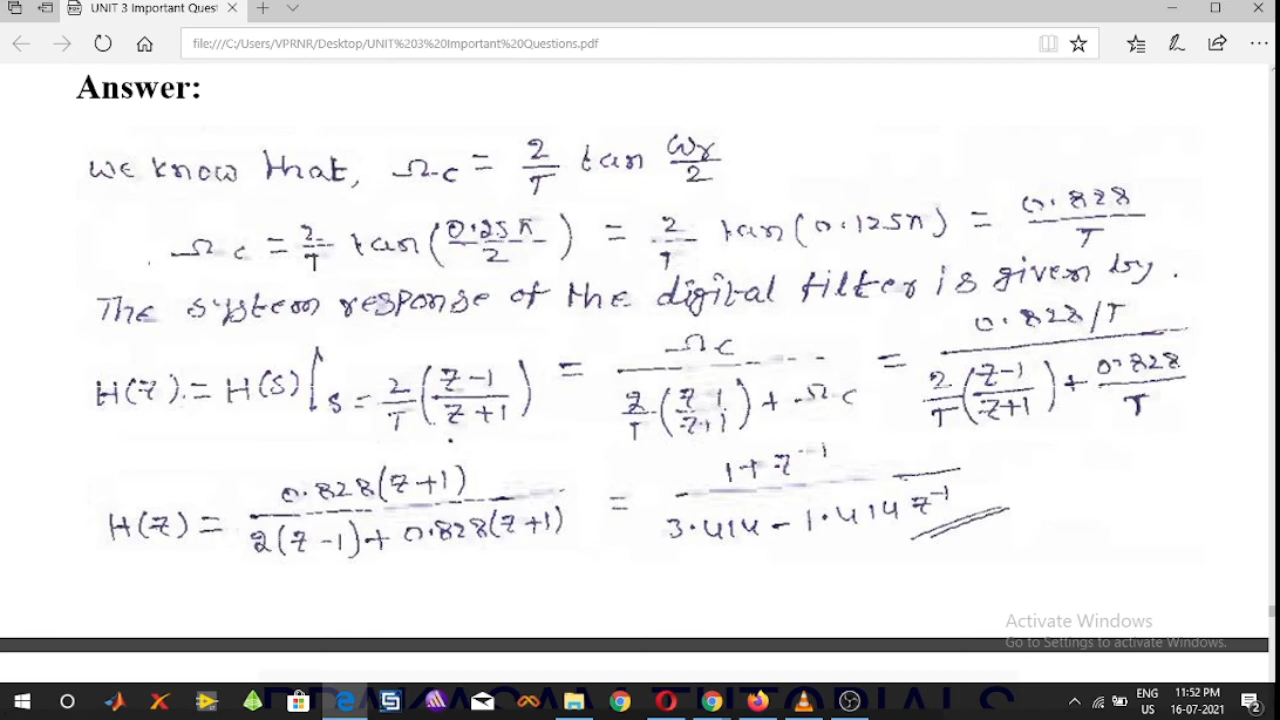 UNIT 3 Important Quest
file:///C:/Users/VPRNR/Desktop/UNIT%203%20Important%20Questions.pdf
Answer:
We know that, Ωc = 2/T tan ωr/2
Ωc = 2/T tan(0.25π/2) = 2/T tan(0.125π) = 0.828/T
The system response of the digital filter is given by.
H(z) = H(s)|s = 2/T (z-1/z+1) = Ωc / 2/T (z-1/z+1) + Ωc = 0.828/T / 2/T (z-1/z+1) + 0.828/T
H(z) = 0.828(z+1) / 2(z-1) + 0.828(z+1) = 1+z^-1 / 3.414 - 1.414 z^-1
Activate Windows
Go to Settings to activate Windows.
PRAKASAM TUTORIALS
ENG 11:52 PM
US 16-07-2021
2